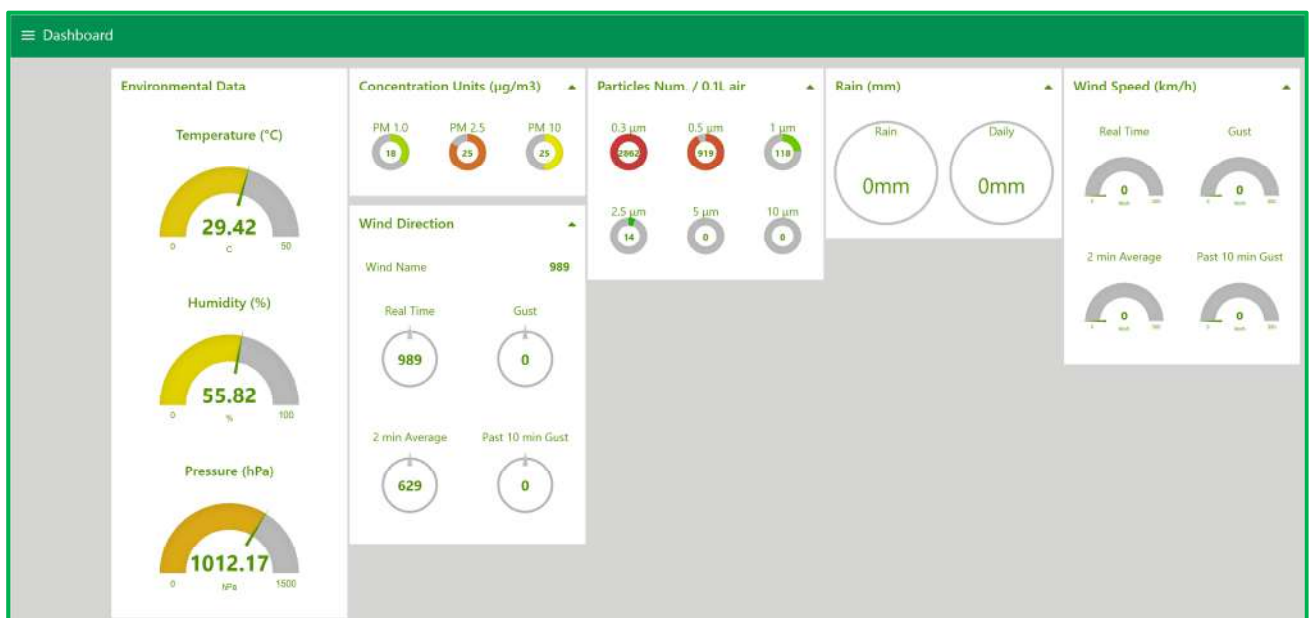 Dashboard
Environmental Data
Temperature (°C)
29.42
0
C
50
Humidity (%)
55.82
0
%
100
Pressure (hPa)
1012.17
0
hPa
1500
Concentration Units (µg/m3)
PM 1.0 PM 2.5 PM 10
18 25 25
Wind Direction
Wind Name 989
Real Time Gust
989 0
2 min Average Past 10 min Gust
629 0
Particles Num. / 0.1L air
0.3 µm 0.5 µm 1 µm
2862 919 118
2.5 µm 5 µm 10 µm
14 0 0
Rain (mm)
Rain Daily
0mm 0mm
Wind Speed (km/h)
Real Time Gust
0 0
2 min Average Past 10 min Gust
0 0